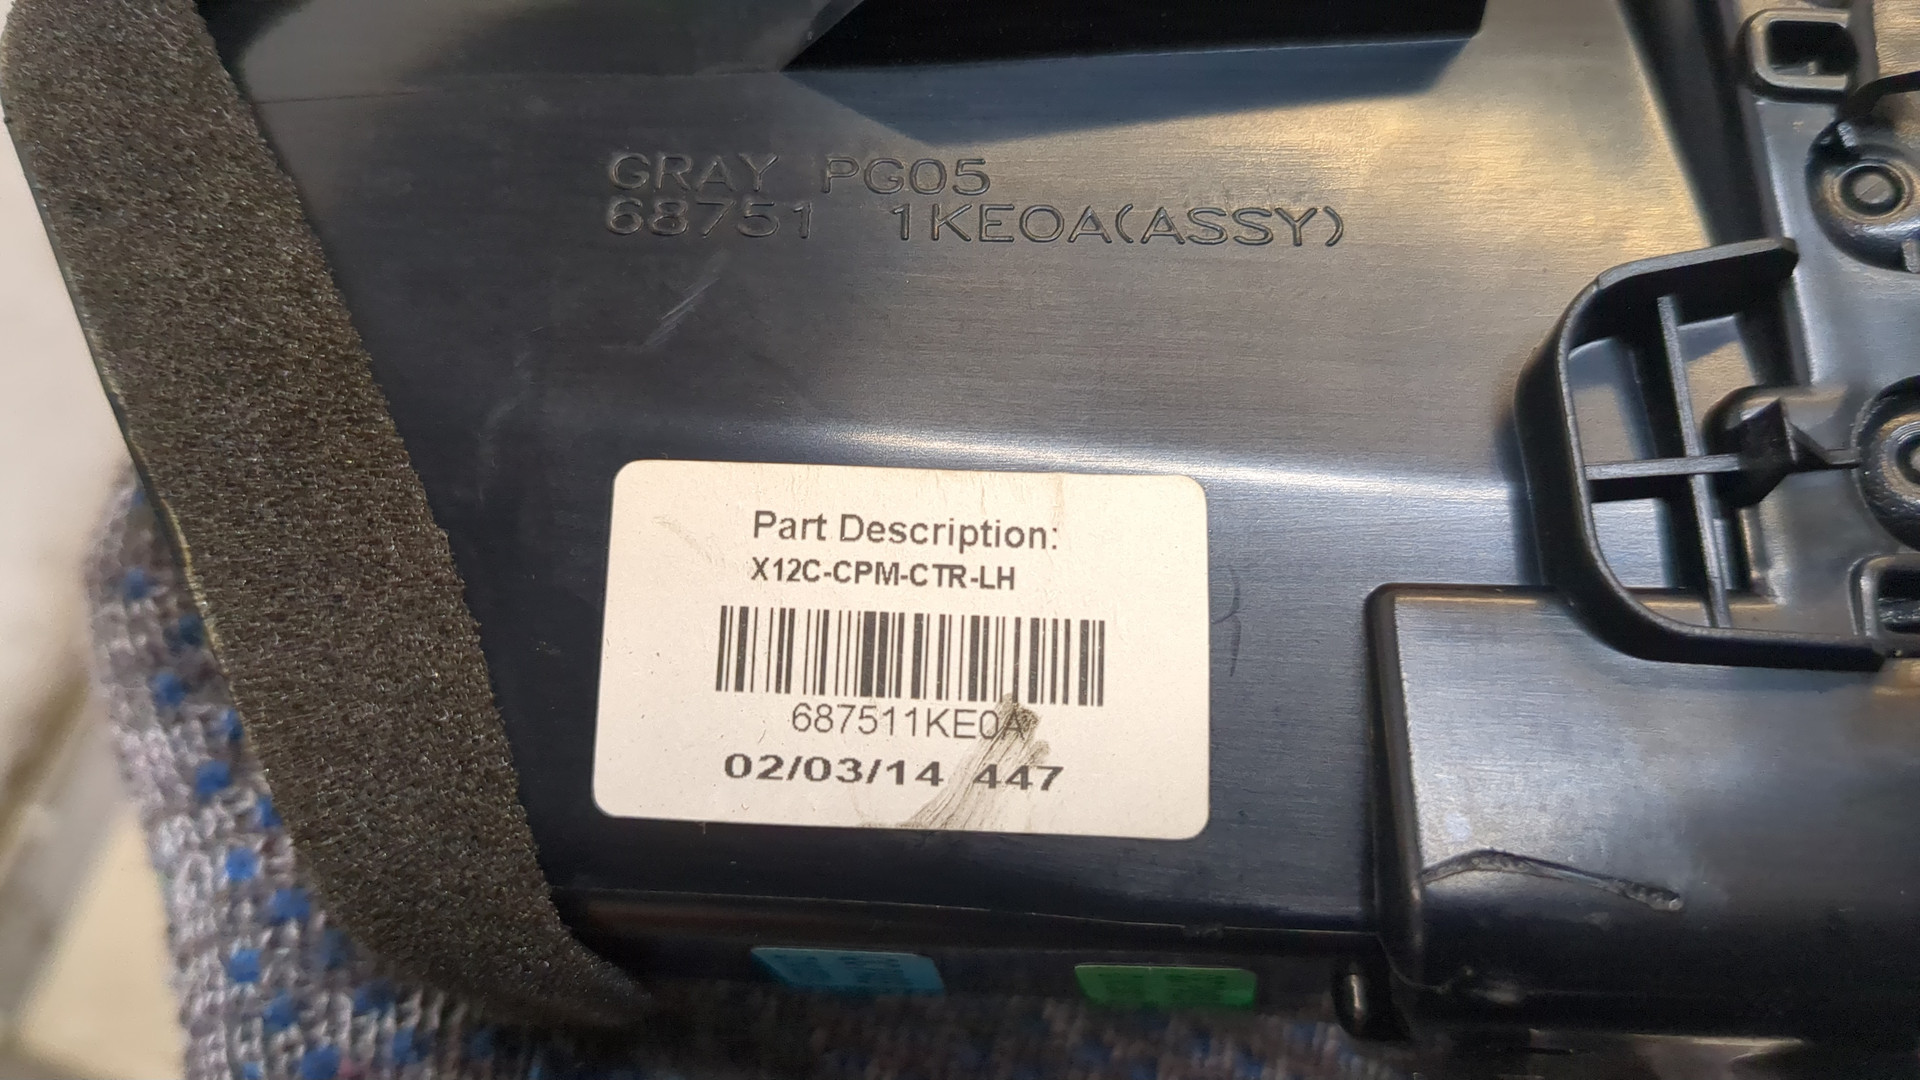 GRAY PG05
68751 1KE0A(ASSY)
Part Description:
X12C-CPM-CTR-LH
687511KE0A
02/03/14 447